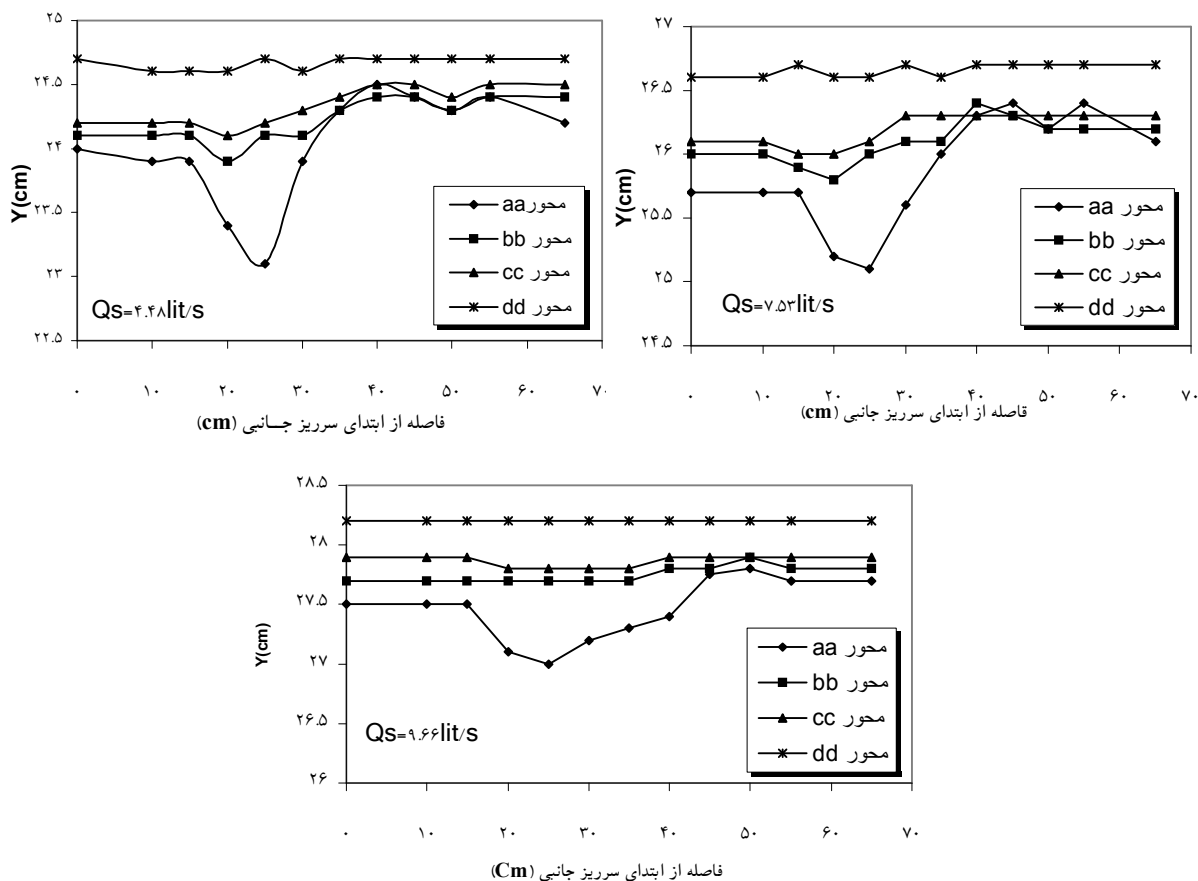 ۲۵
۲۴.۵
۲۴
۲۳.۵
۲۳
۲۲.۵
Y(cm)
محورaa
محور bb
محور cc
محور dd
Qs=۴.۴۸lit/s
۰ ۱۰ ۲۰ ۳۰ ۴۰ ۵۰ ۶۰ ۷۰
فاصله از ابتدای سرریز جـــانبی (cm)
۲۷
۲۶.۵
۲۶
۲۵.۵
۲۵
۲۴.۵
Y(cm)
محور aa
محور bb
محور cc
محور dd
Qs=۷.۵۳lit/s
۰ ۱۰ ۲۰ ۳۰ ۴۰ ۵۰ ۶۰ ۷۰
فاصله از ابتدای سرریز جانبی (cm)
۲۸.۵
۲۸
۲۷.۵
۲۷
۲۶.۵
۲۶
Y(cm)
محور aa
محور bb
محور cc
محور dd
Qs=۹.۶۶lit/s
۰ ۱۰ ۲۰ ۳۰ ۴۰ ۵۰ ۶۰ ۷۰
فاصله از ابتدای سرریز جانبی (Cm)